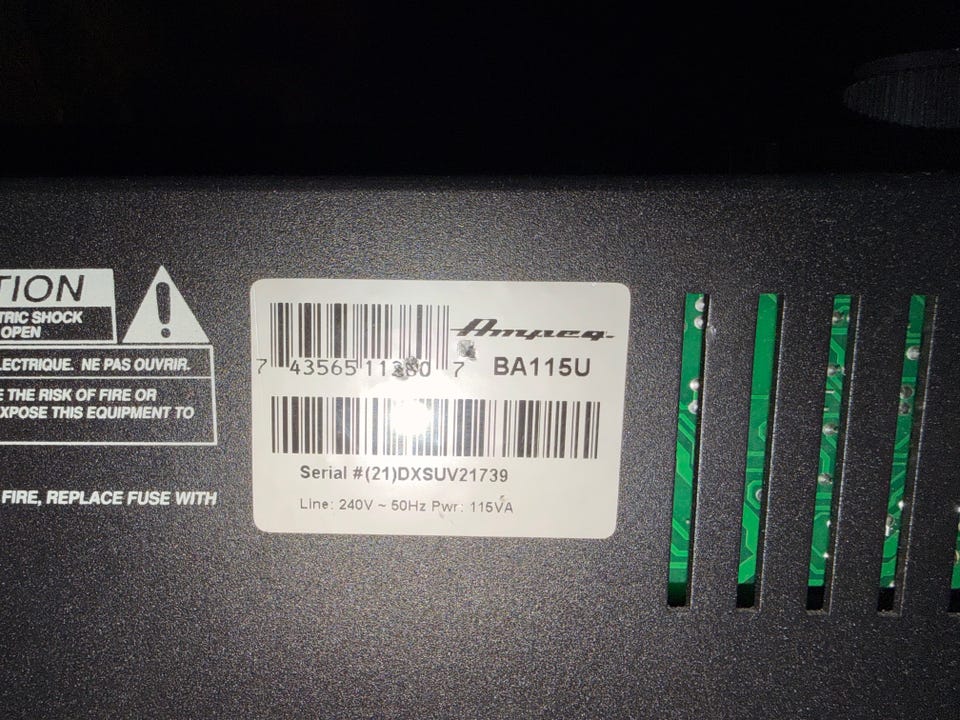 TION
TRIC SHOCK
OPEN
LECTRIQUE. NE PAS OUVRIR.
E THE RISK OF FIRE OR
XPOSE THIS EQUIPMENT TO
FIRE, REPLACE FUSE WITH
Ampeg
7 43565 11380 7
BA115U
Serial #(21)DXSUV21739
Line: 240V ~ 50Hz Pwr: 115VA